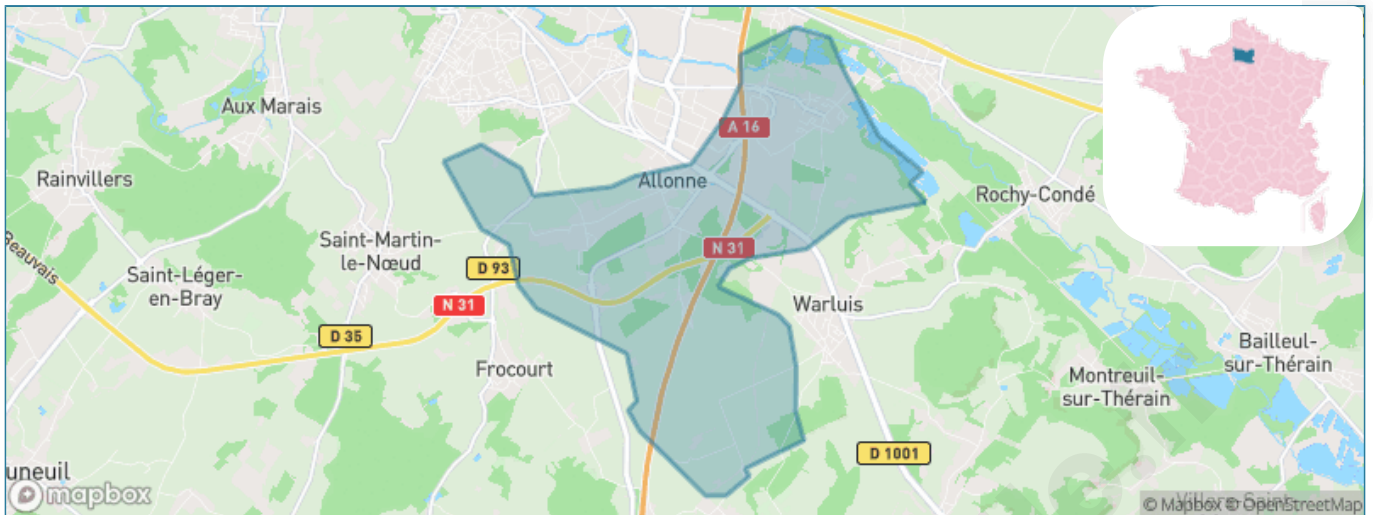 A 16
Aux Marais
Rainvillers
Allonne
Rochy-Condé
Beauvais
Saint-Martin-
le-Nœud
N 31
D 93
Saint-Léger-
en-Bray
N 31
Warluis
D 35
Bailleul-
sur-Thérain
Frocourt
Montreuil-
sur-Thérain
D 1001
uneuil
mapbox
© Mapbox © OpenStreetMap